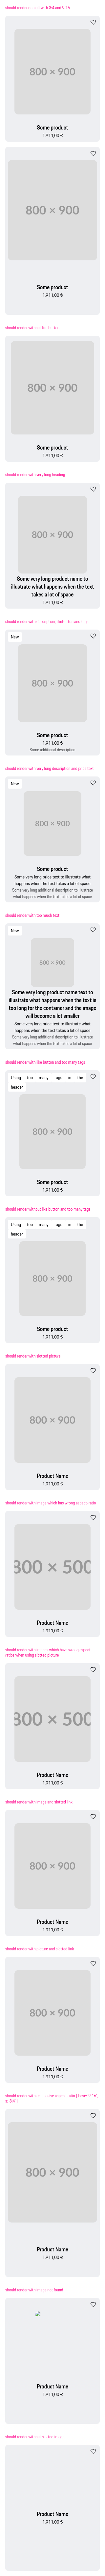 should render default with 3:4 and 9:16
800 × 900
Some product
1.911,00 €
800 × 900
Some product
1.911,00 €
should render without like button
800 × 900
Some product
1.911,00 €
should render with very long heading
800 × 900
Some very long product name to
illustrate what happens when the text
takes a lot of space
1.911,00 €
should render with description, likeButton and tags
New
800 × 900
Some product
1.911,00 €
Some additional description
should render with very long description and price text
New
800 × 900
Some product
Some very long price to illustrate what
happens when the text takes a lot of space
Some very long additional description to illustrate
what happens when the text takes a lot of space
should render with too much text
New
800 × 900
Some very long product name text to
illustrate what happens when the text is
too long for the container and the image
will become a lot smaller
Some very long price to illustrate what
happens when the text takes a lot of space
Some very long additional description to illustrate
what happens when the text takes a lot of space
should render with like button and too many tags
Using too many tags in the
header
800 × 900
Some product
1.911,00 €
should render without like button and too many tags
Using too many tags in the
header
800 × 900
Some product
1.911,00 €
should render with slotted picture
800 × 900
Product Name
1.911,00 €
should render with image which has wrong aspect-ratio
800 × 500
Product Name
1.911,00 €
should render with images which have wrong aspect-
ratios when using slotted picture
800 × 500
Product Name
1.911,00 €
should render with image and slotted link
800 × 900
Product Name
1.911,00 €
should render with picture and slotted link
800 × 900
Product Name
1.911,00 €
800 × 900
Product Name
1.911,00 €
should render with image not found
Product Name
1.911,00 €
should render without slotted image
Product Name
1.911,00 €